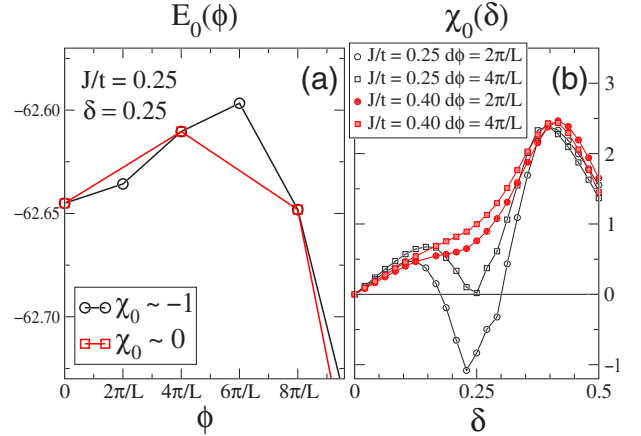 E₀(ϕ)
χ₀(δ)
J/t = 0.25
δ = 0.25
(a)
−62.60
−62.65
−62.70
χ₀ ~ −1
χ₀ ~ 0
0 2π/L 4π/L 6π/L 8π/L
ϕ
J/t = 0.25 dϕ = 2π/L
J/t = 0.25 dϕ = 4π/L
J/t = 0.40 dϕ = 2π/L
J/t = 0.40 dϕ = 4π/L
(b)
3
2
1
0
−1
0 0.25 0.5
δ